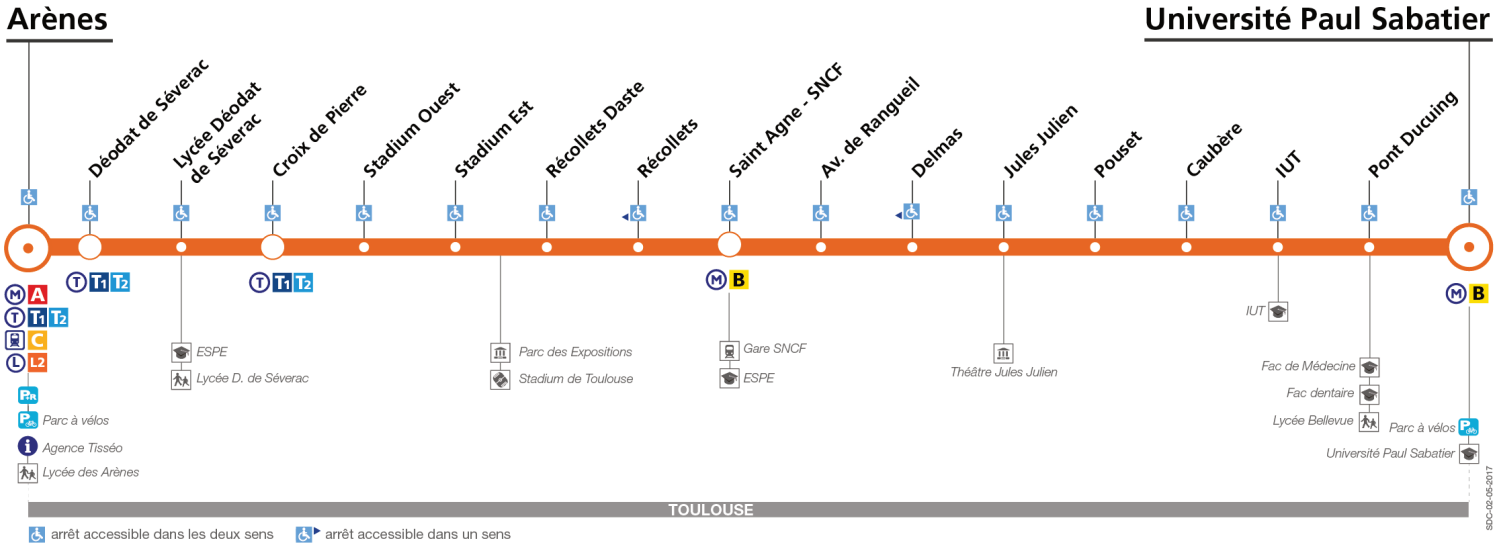 Arènes
Université Paul Sabatier
Déodat de Séverac
Lycée Déodat
de Séverac
Croix de Pierre
Stadium Ouest
Stadium Est
Récollets Daste
Récollets
Saint Agne - SNCF
Av. de Rangueil
Delmas
Jules Julien
Pouset
Caubère
IUT
Pont Ducuing
M A
T T1 T2
C
L L2
P+R
P Parc à vélos
i Agence Tisséo
Lycée des Arènes
T T1 T2
ESPE
Lycée D. de Séverac
T T1 T2
Parc des Expositions
Stadium de Toulouse
M B
Gare SNCF
ESPE
Théâtre Jules Julien
IUT
Fac de Médecine
Fac dentaire
Lycée Bellevue
M B
Parc à vélos P
Université Paul Sabatier
TOULOUSE
arrêt accessible dans les deux sens
arrêt accessible dans un sens
SDC-02-05-2017